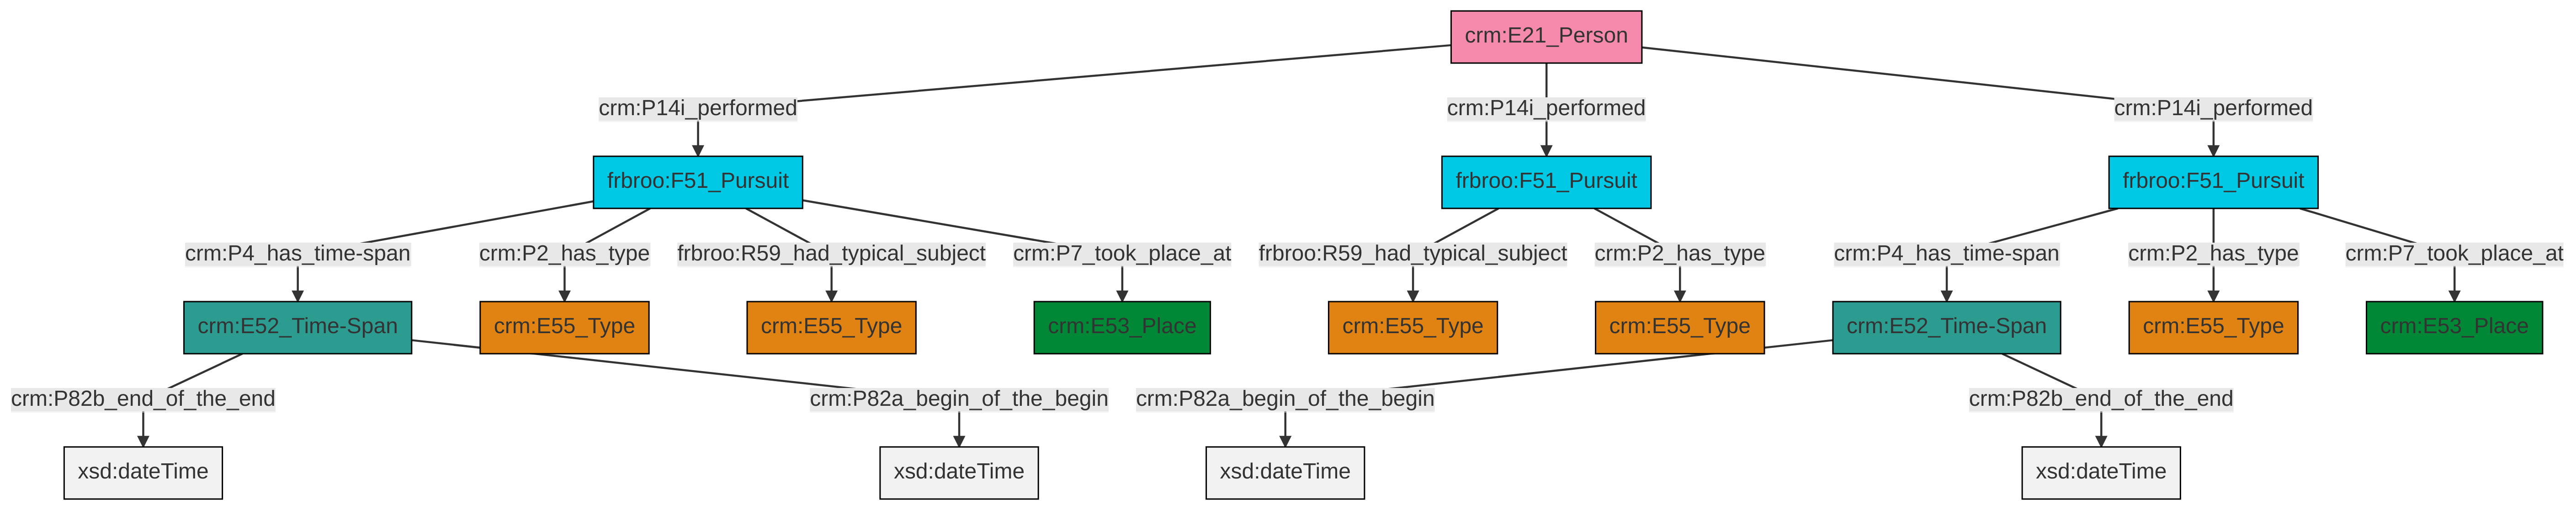 crm:E21_Person
crm:P14i_performed crm:P14i_performed crm:P14i_performed
frbroo:F51_Pursuit frbroo:F51_Pursuit frbroo:F51_Pursuit
crm:P4_has_time-span crm:P2_has_type frbroo:R59_had_typical_subject crm:P7_took_place_at frbroo:R59_had_typical_subject crm:P2_has_type crm:P4_has_time-span crm:P2_has_type crm:P7_took_place_at
crm:E52_Time-Span crm:E55_Type crm:E55_Type crm:E53_Place crm:E55_Type crm:E55_Type crm:E52_Time-Span crm:E55_Type crm:E53_Place
crm:P82b_end_of_the_end crm:P82a_begin_of_the_begin crm:P82a_begin_of_the_begin crm:P82b_end_of_the_end
xsd:dateTime xsd:dateTime xsd:dateTime xsd:dateTime